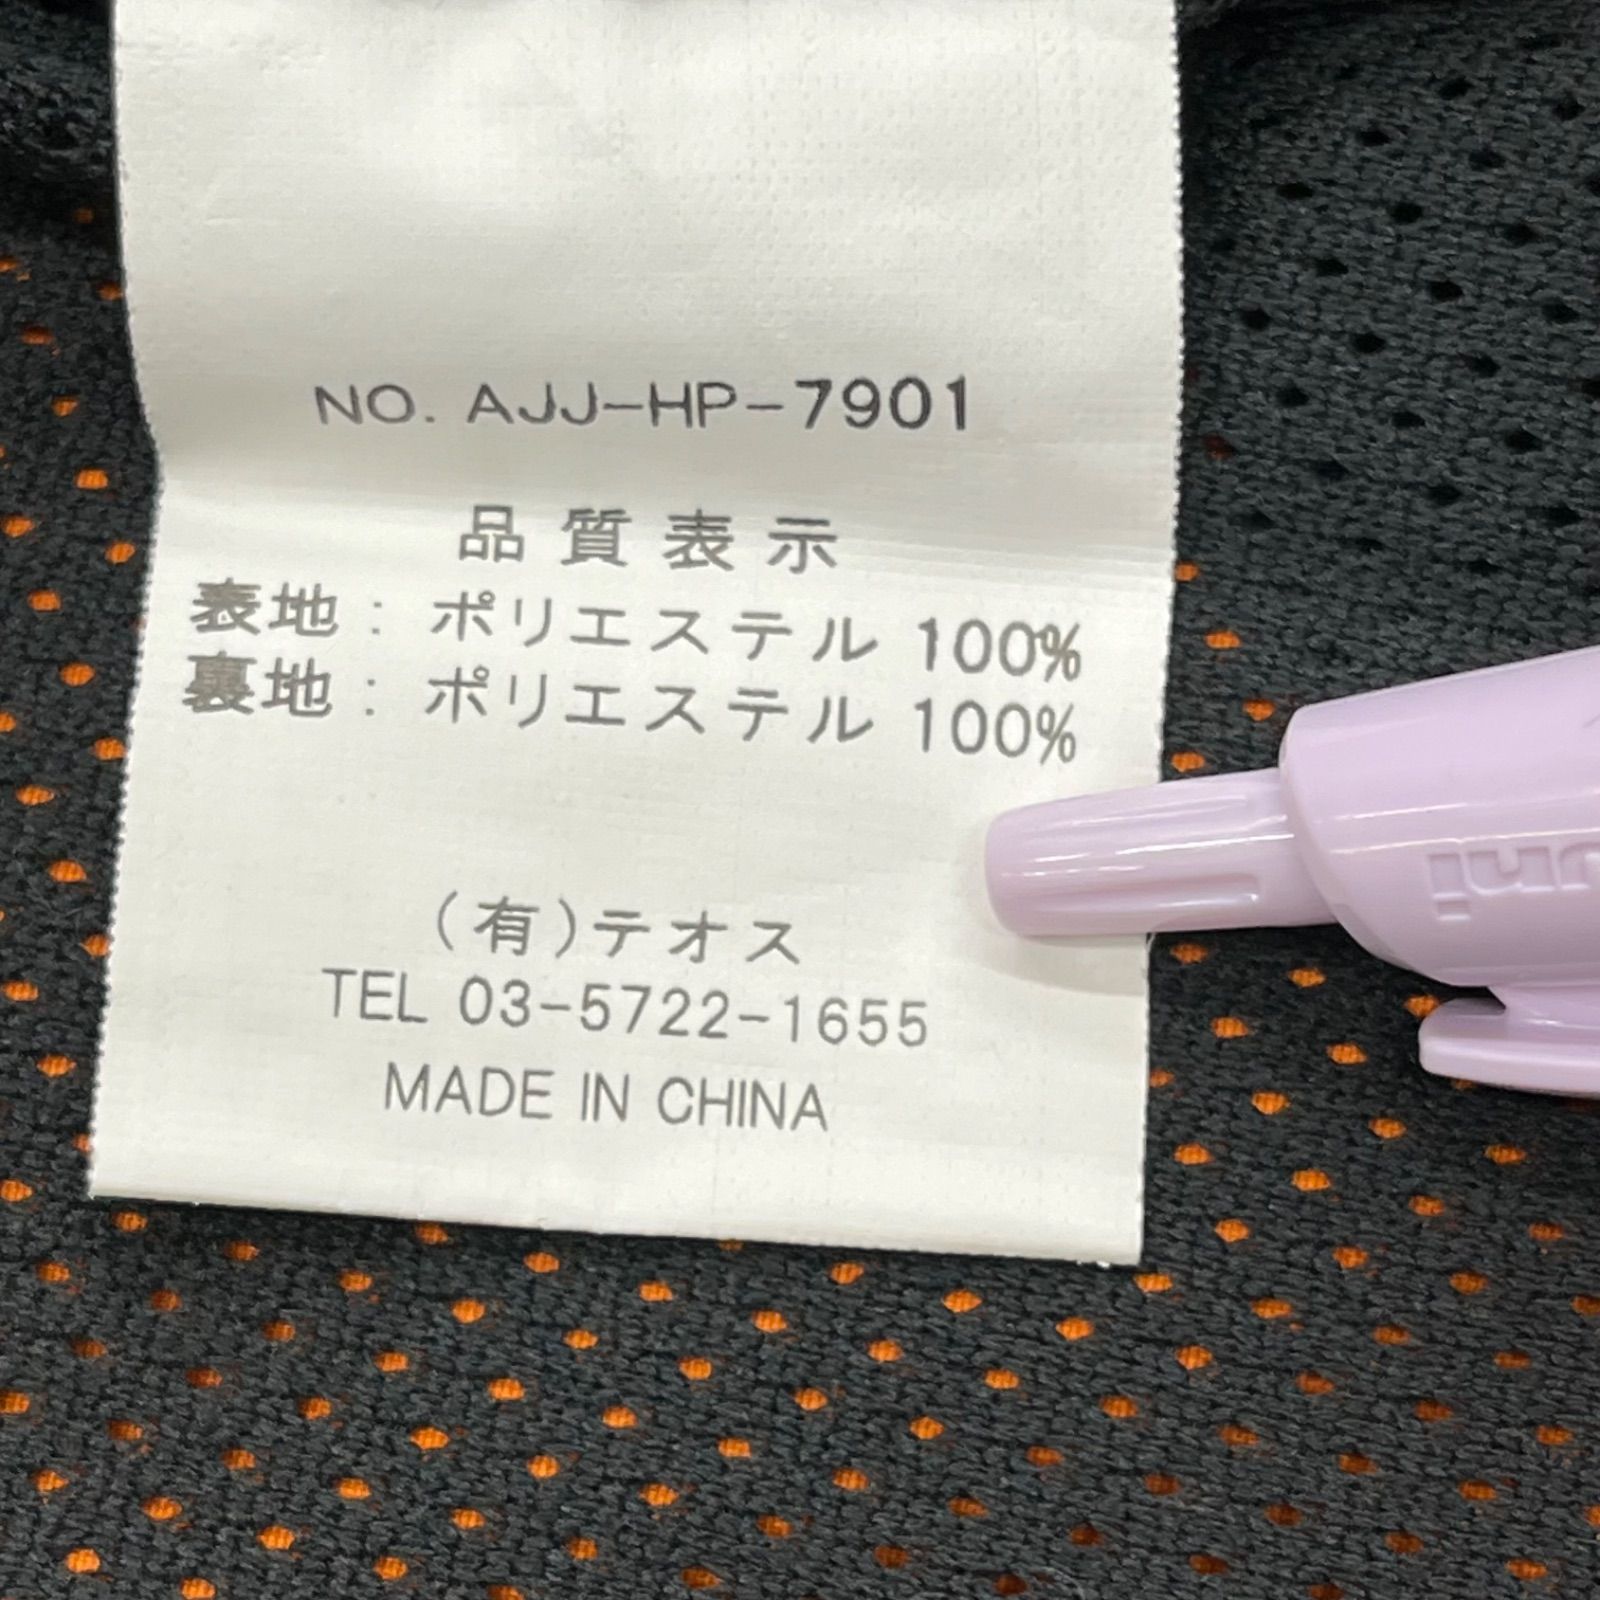 NO. AJJ-HP-7901
品質表示
表地: ポリエステル 100%
裏地: ポリエステル 100%
(有)テオス
TEL 03-5722-1655
MADE IN CHINA